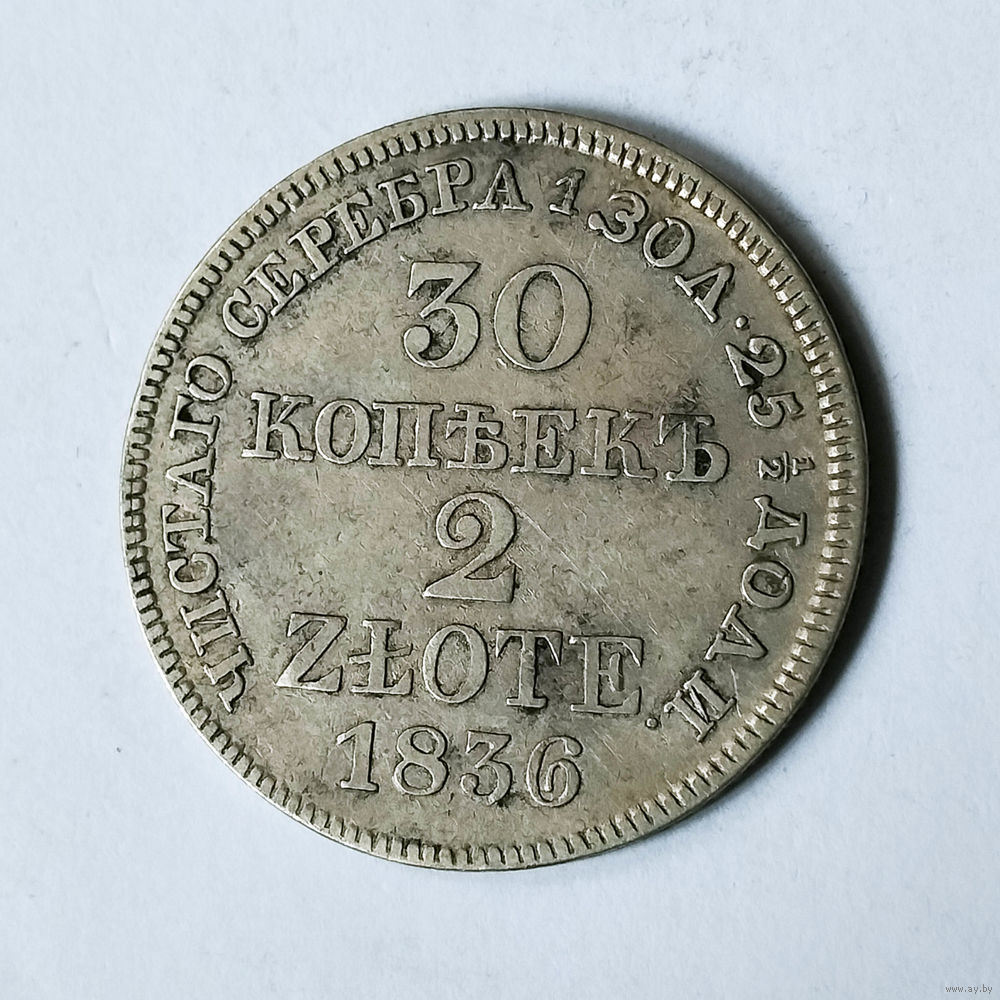 ЧИСТАГО СЕРЕБРА 1 ЗОЛ. 25 1/2 ДОЛИ.
30
КОПѢЕКЪ
2
ZŁOTE
1836
www.ay.by